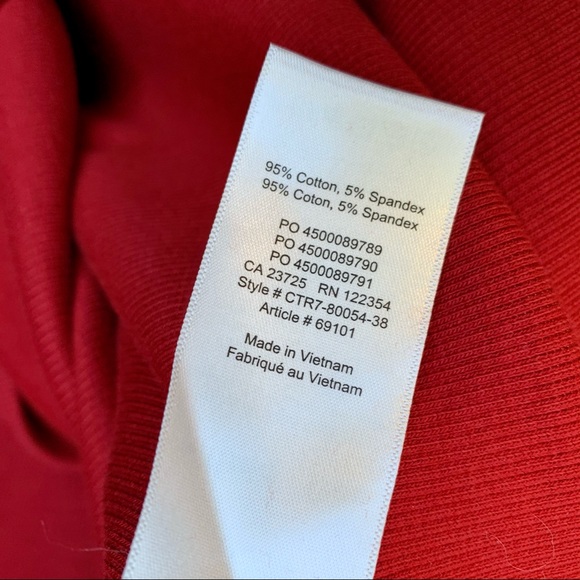 95% Cotton, 5% Spandex
95% Coton, 5% Spandex
PO 4500089789
PO 4500089790
PO 4500089791
CA 23725 RN 122354
Style # CTR7-80054-38
Article # 69101
Made in Vietnam
Fabriqué au Vietnam